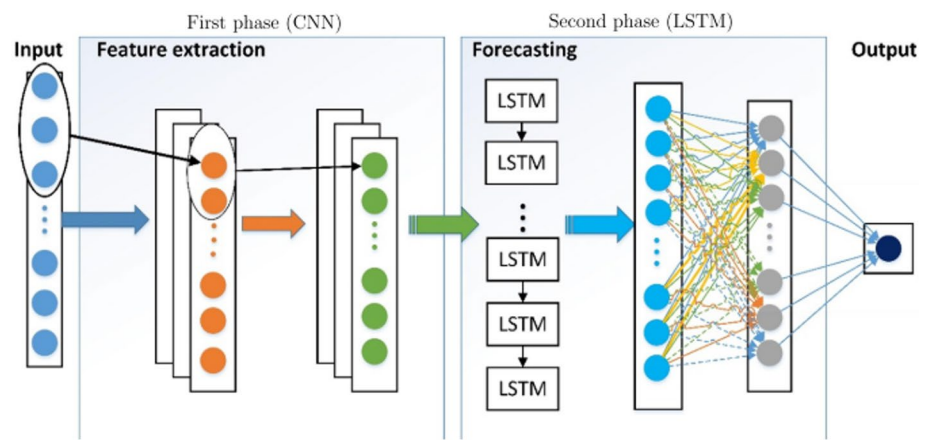 First phase (CNN)
Second phase (LSTM)
Input
Feature extraction
Forecasting
Output
LSTM
LSTM
LSTM
LSTM
LSTM